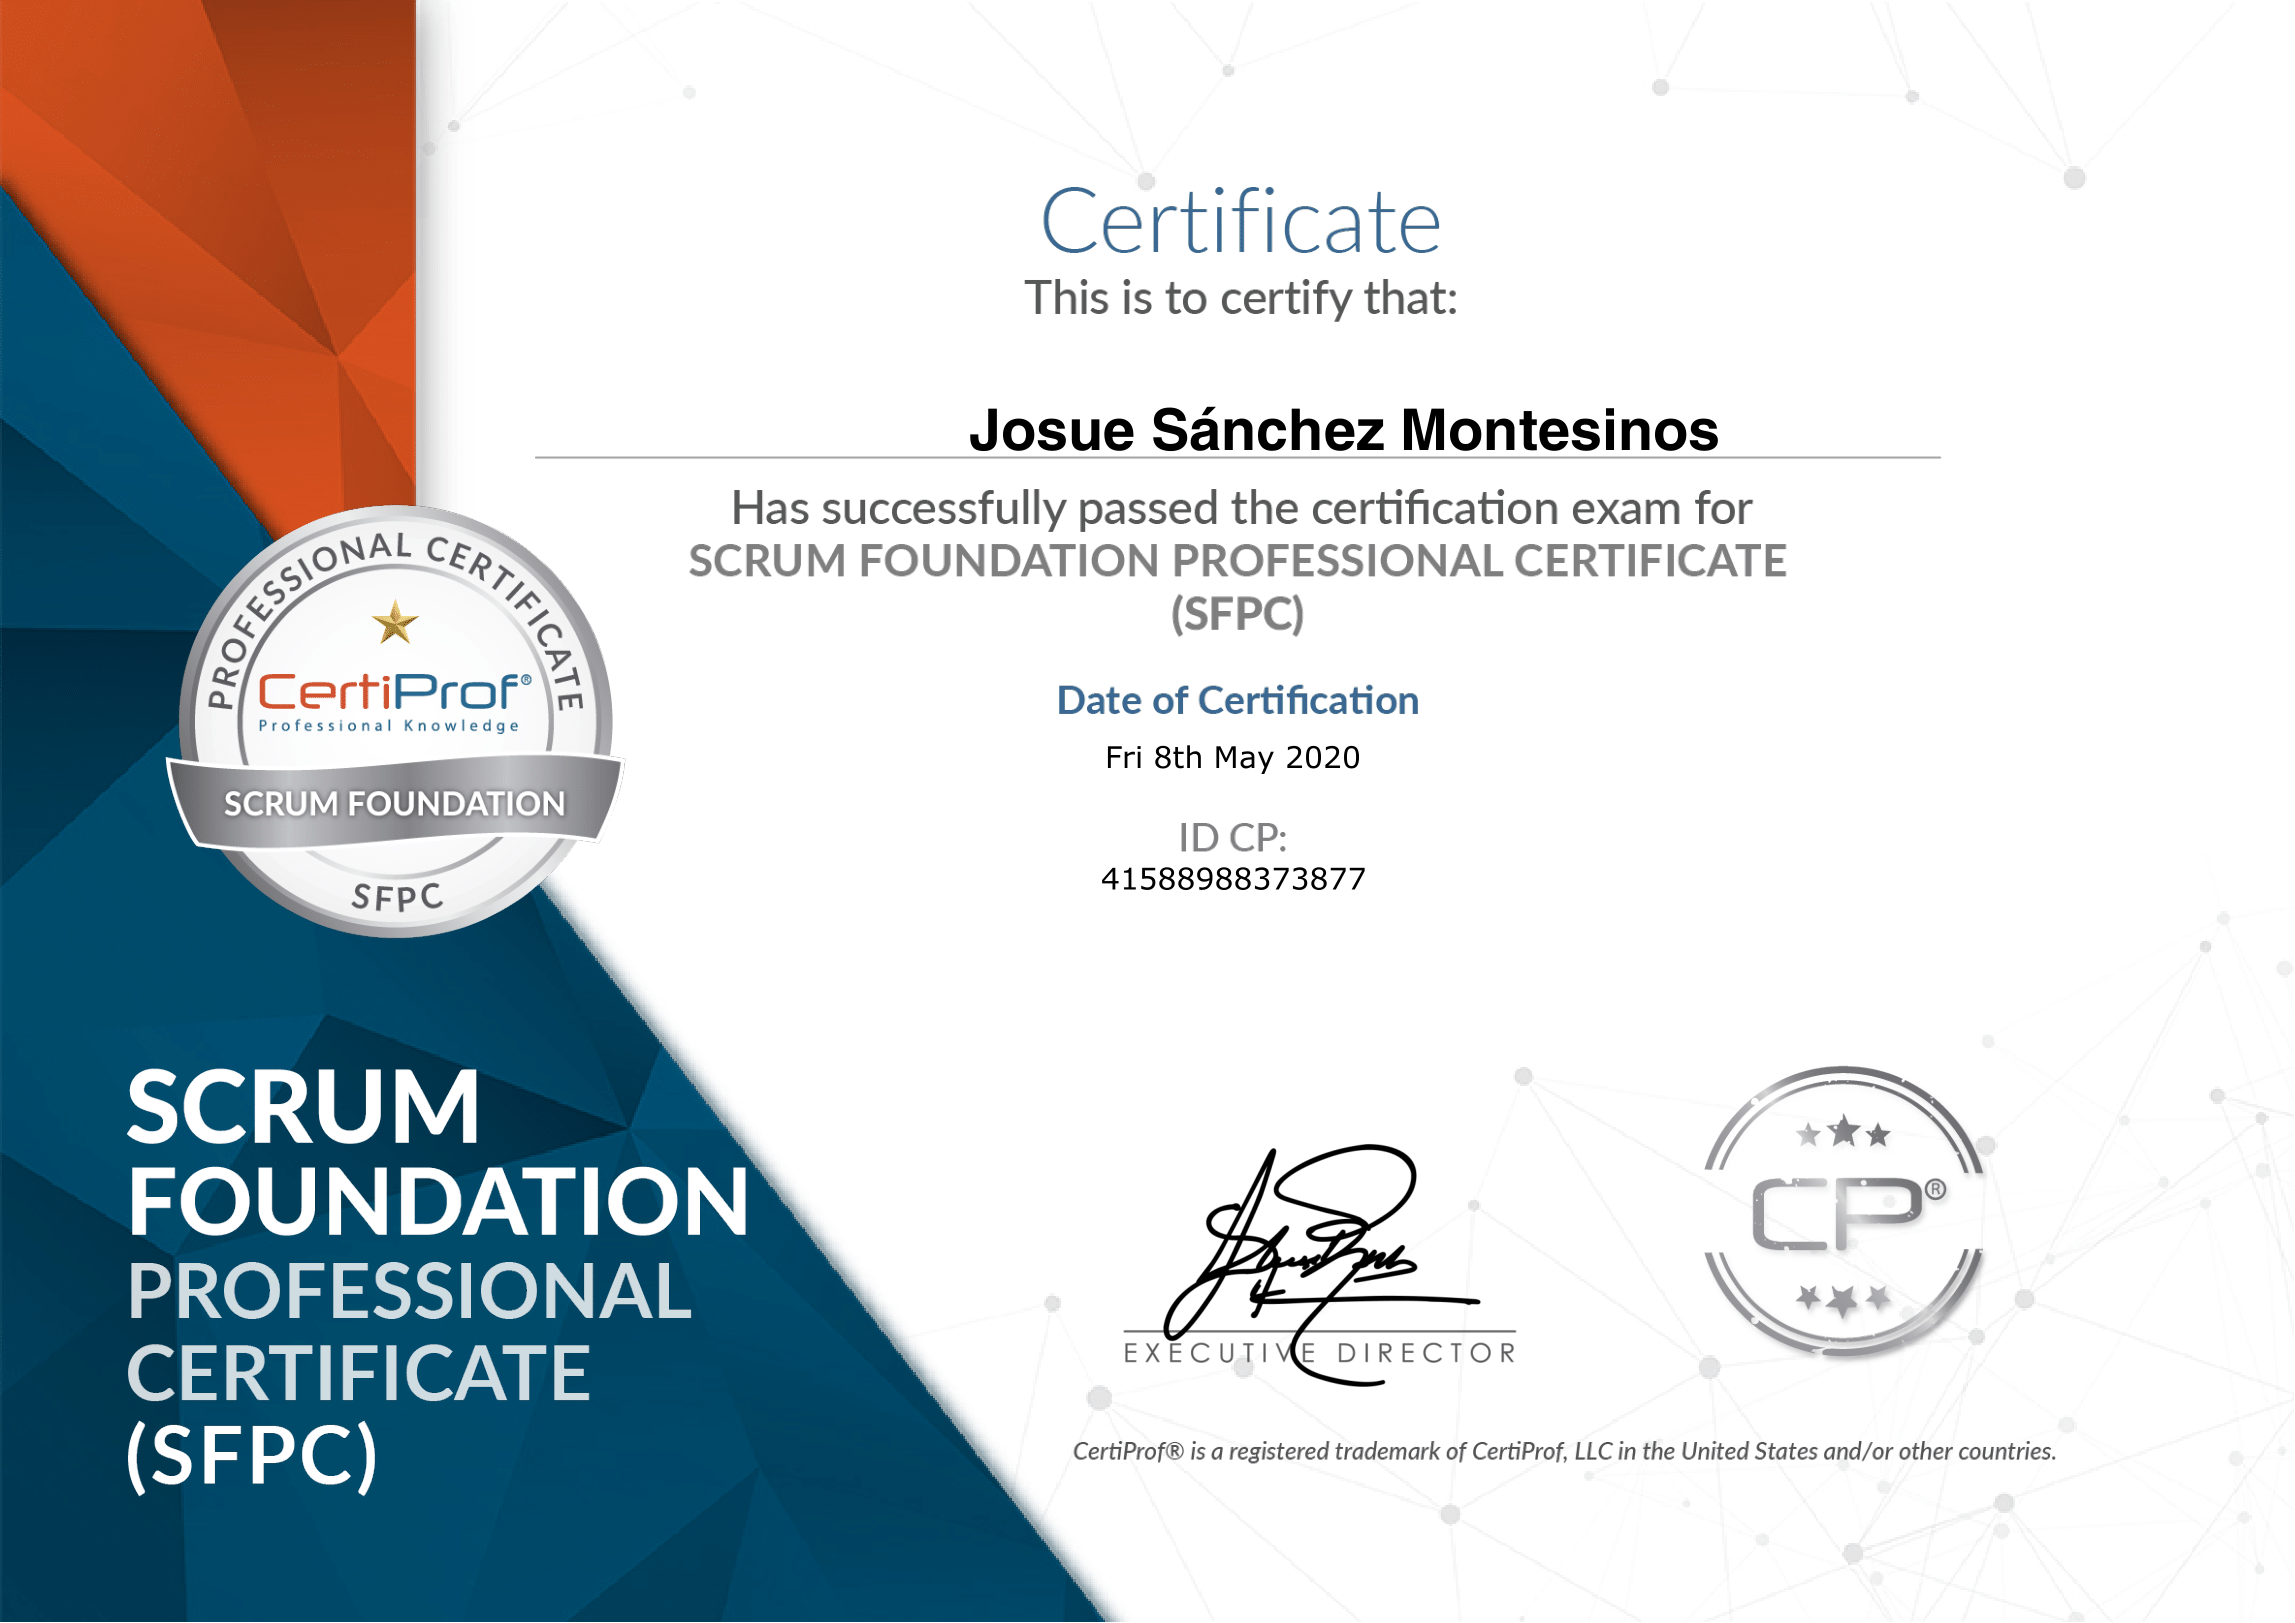 Certificate
This is to certify that:
Josue Sánchez Montesinos
Has successfully passed the certification exam for
SCRUM FOUNDATION PROFESSIONAL CERTIFICATE
(SFPC)
Date of Certification
Fri 8th May 2020
ID CP:
41588988373877
PROFESSIONAL CERTIFICATE
CertiProf®
Professional Knowledge
SCRUM FOUNDATION
SFPC
SCRUM
FOUNDATION
PROFESSIONAL
CERTIFICATE
(SFPC)
EXECUTIVE DIRECTOR
CP®
CertiProf® is a registered trademark of CertiProf, LLC in the United States and/or other countries.